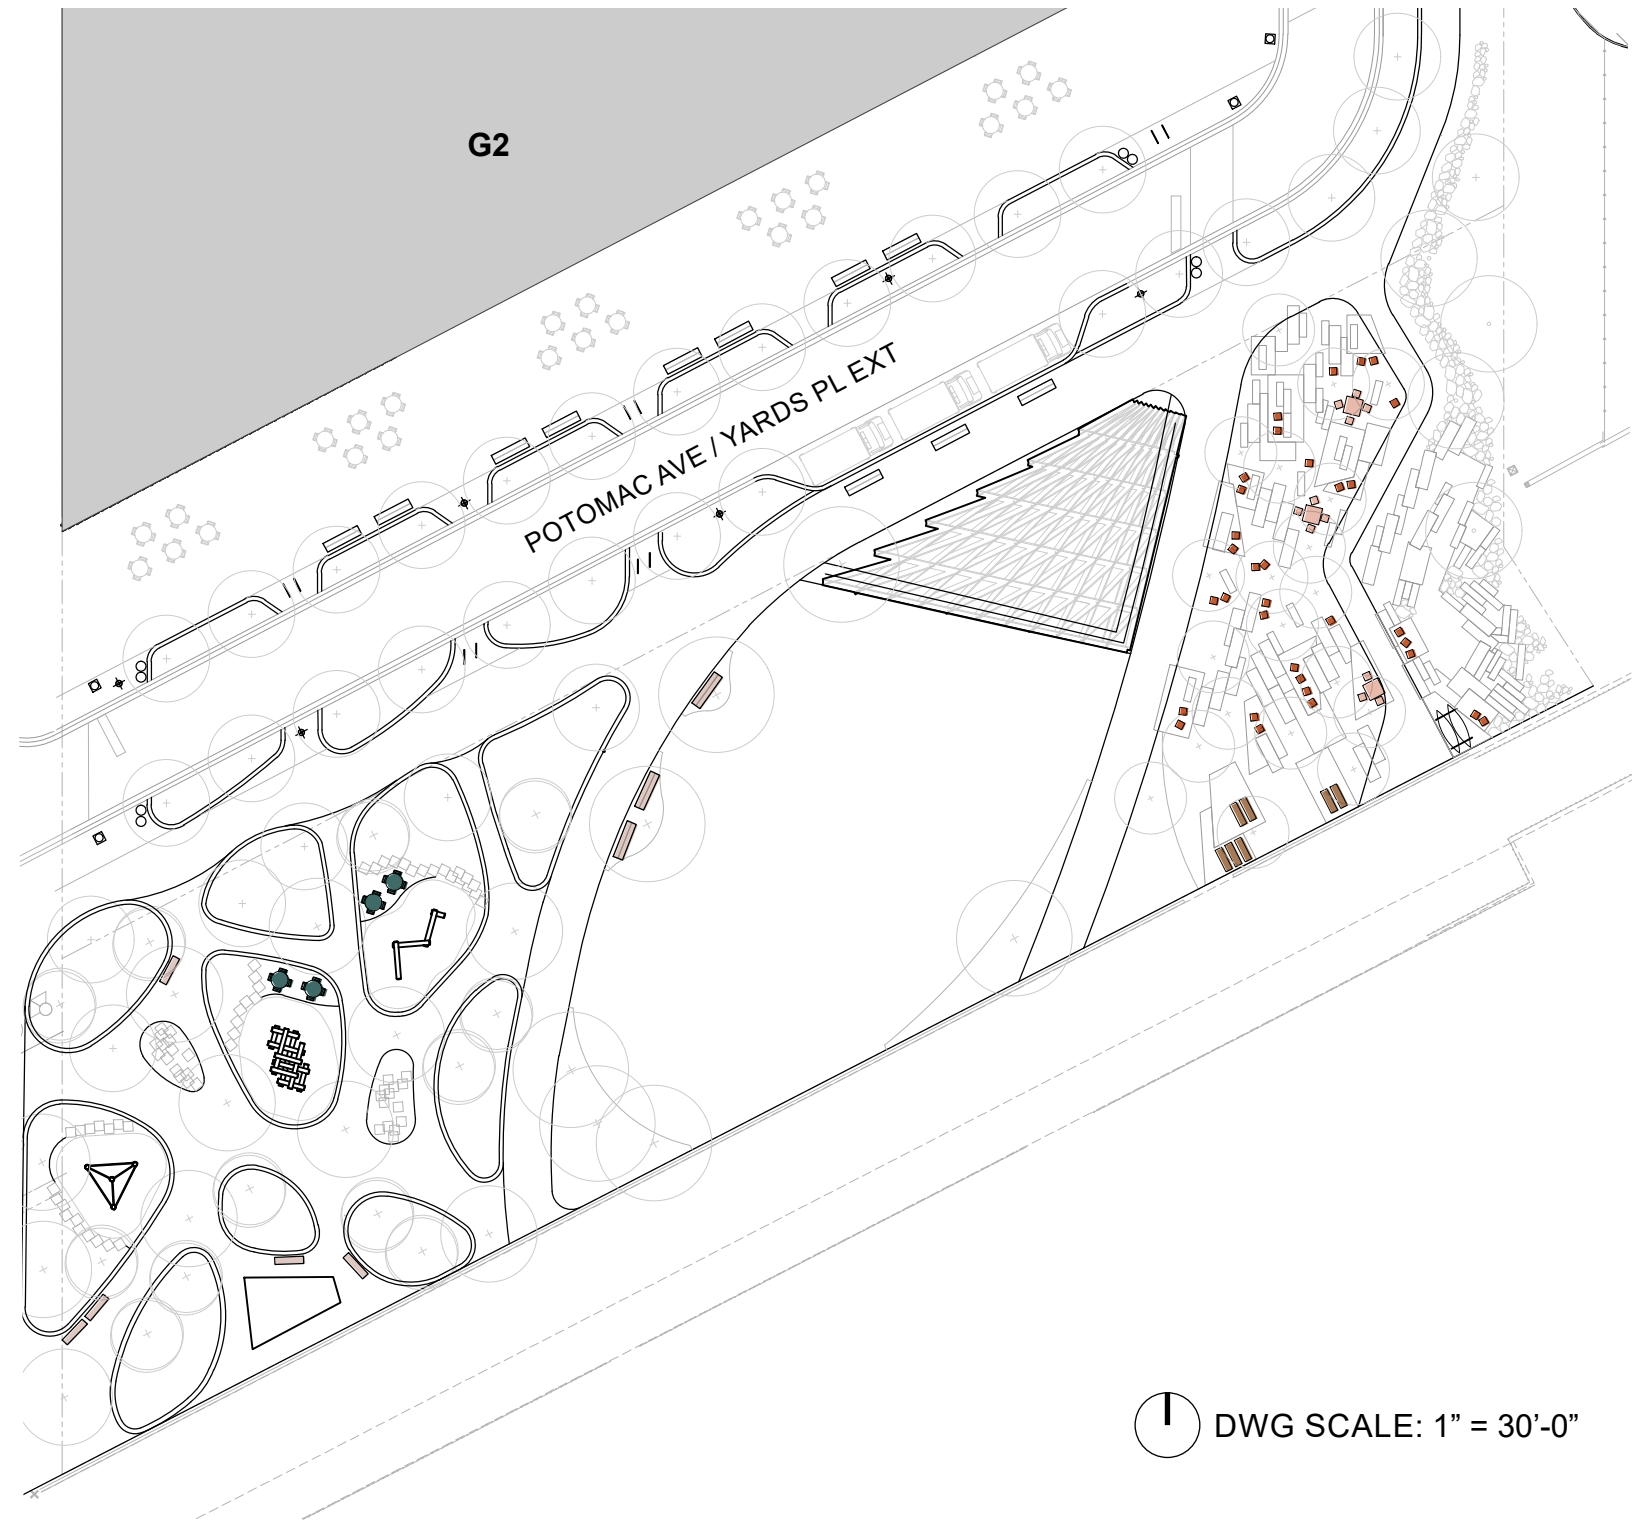 G2
POTOMAC AVE / YARDS PL EXT
DWG SCALE: 1” = 30’-0”